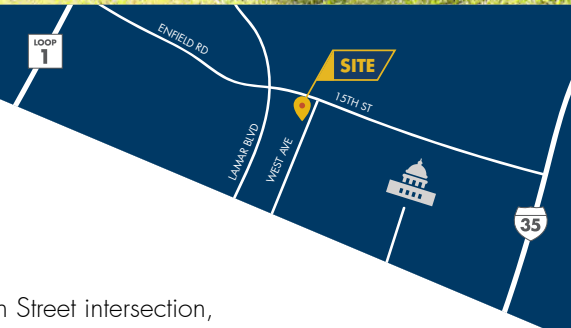 LOOP
1
ENFIELD RD
SITE
15TH ST
LAMAR BLVD
WEST AVE
35
Street intersection,